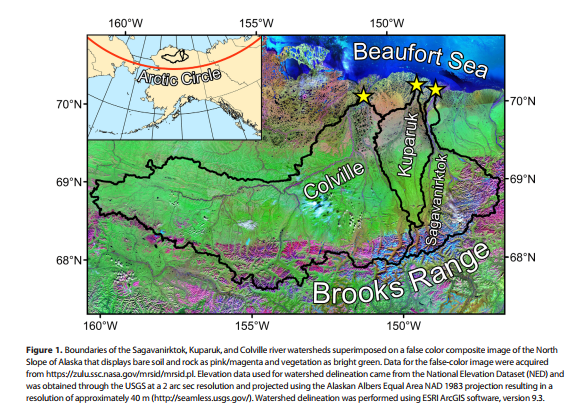 160°W 155°W 150°W
Beaufort Sea
Arctic Circle
70°N 70°N
Kuparuk
Sagavanirktok
Colville
69°N 69°N
68°N 68°N
Brooks Range
160°W 155°W 150°W
Figure 1. Boundaries of the Sagavanirktok, Kuparuk, and Colville river watersheds superimposed on a false color composite image of the North
Slope of Alaska that displays bare soil and rock as pink/magenta and vegetation as bright green. Data for the false-color image were acquired
from https://zulu.ssc.nasa.gov/mrsid/mrsid.pl. Elevation data used for watershed delineation came from the National Elevation Dataset (NED) and
was obtained through the USGS at a 2 arc sec resolution and projected using the Alaskan Albers Equal Area NAD 1983 projection resulting in a
resolution of approximately 40 m (http://seamless.usgs.gov/). Watershed delineation was performed using ESRI ArcGIS software, version 9.3.